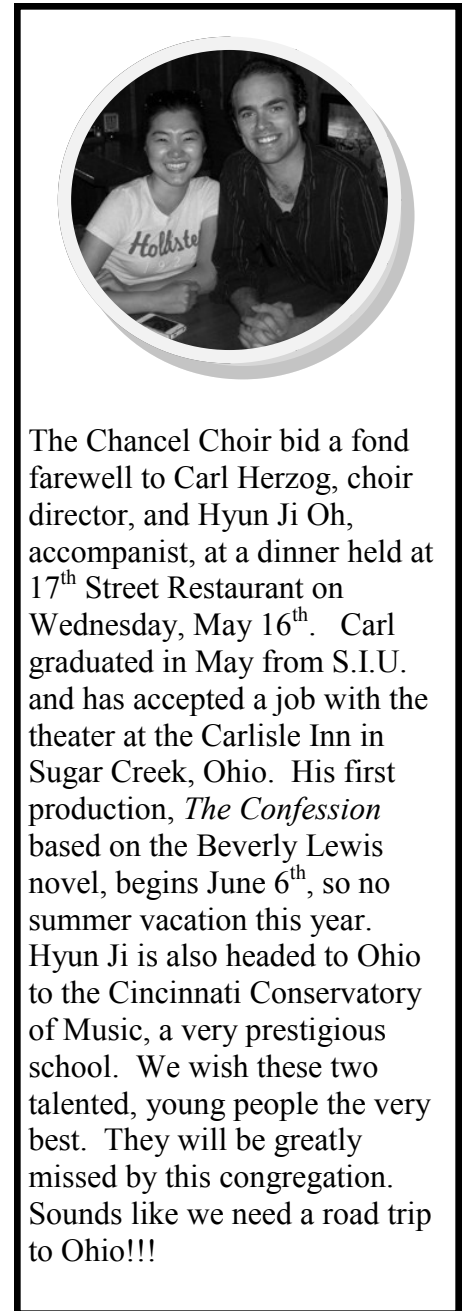 Holliste
The Chancel Choir bid a fond
farewell to Carl Herzog, choir
director, and Hyun Ji Oh,
accompanist, at a dinner held at
17th Street Restaurant on
Wednesday, May 16th.   Carl
graduated in May from S.I.U.
and has accepted a job with the
theater at the Carlisle Inn in
Sugar Creek, Ohio.  His first
production, The Confession
based on the Beverly Lewis
novel, begins June 6th, so no
summer vacation this year.
Hyun Ji is also headed to Ohio
to the Cincinnati Conservatory
of Music, a very prestigious
school.  We wish these two
talented, young people the very
best.  They will be greatly
missed by this congregation.
Sounds like we need a road trip
to Ohio!!!